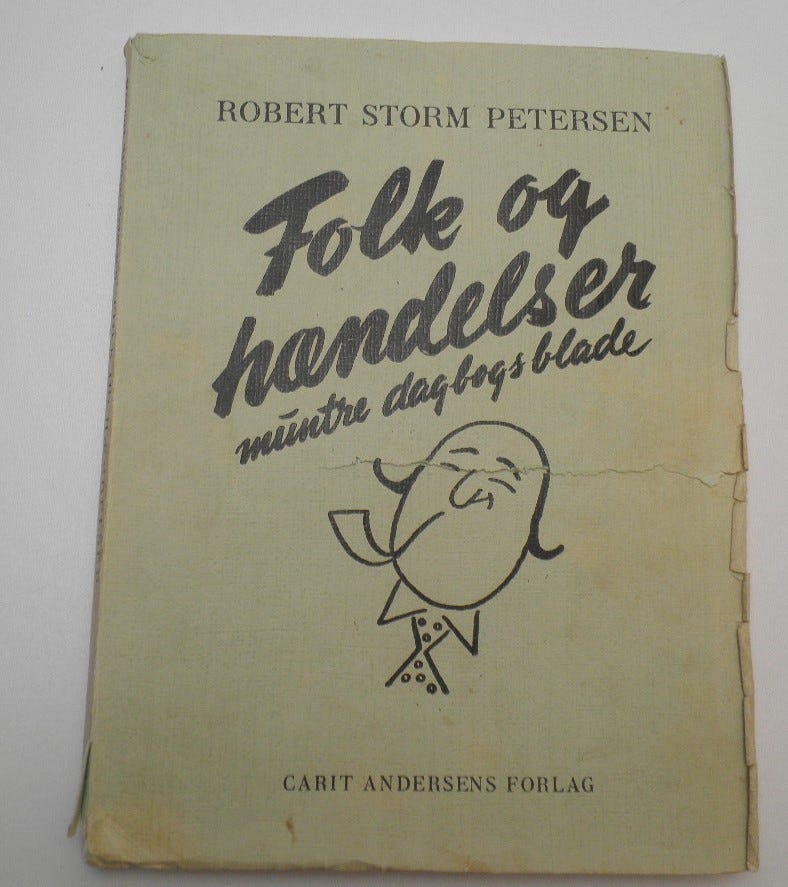 ROBERT STORM PETERSEN
Folk og
hændelser
muntre dagbogsblade
CARIT ANDERSENS FORLAG